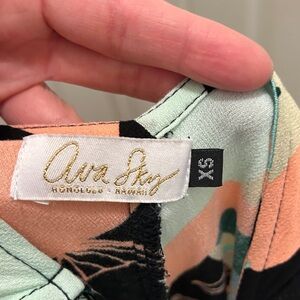 ava sky
HONOLULU · HAWAII
XS